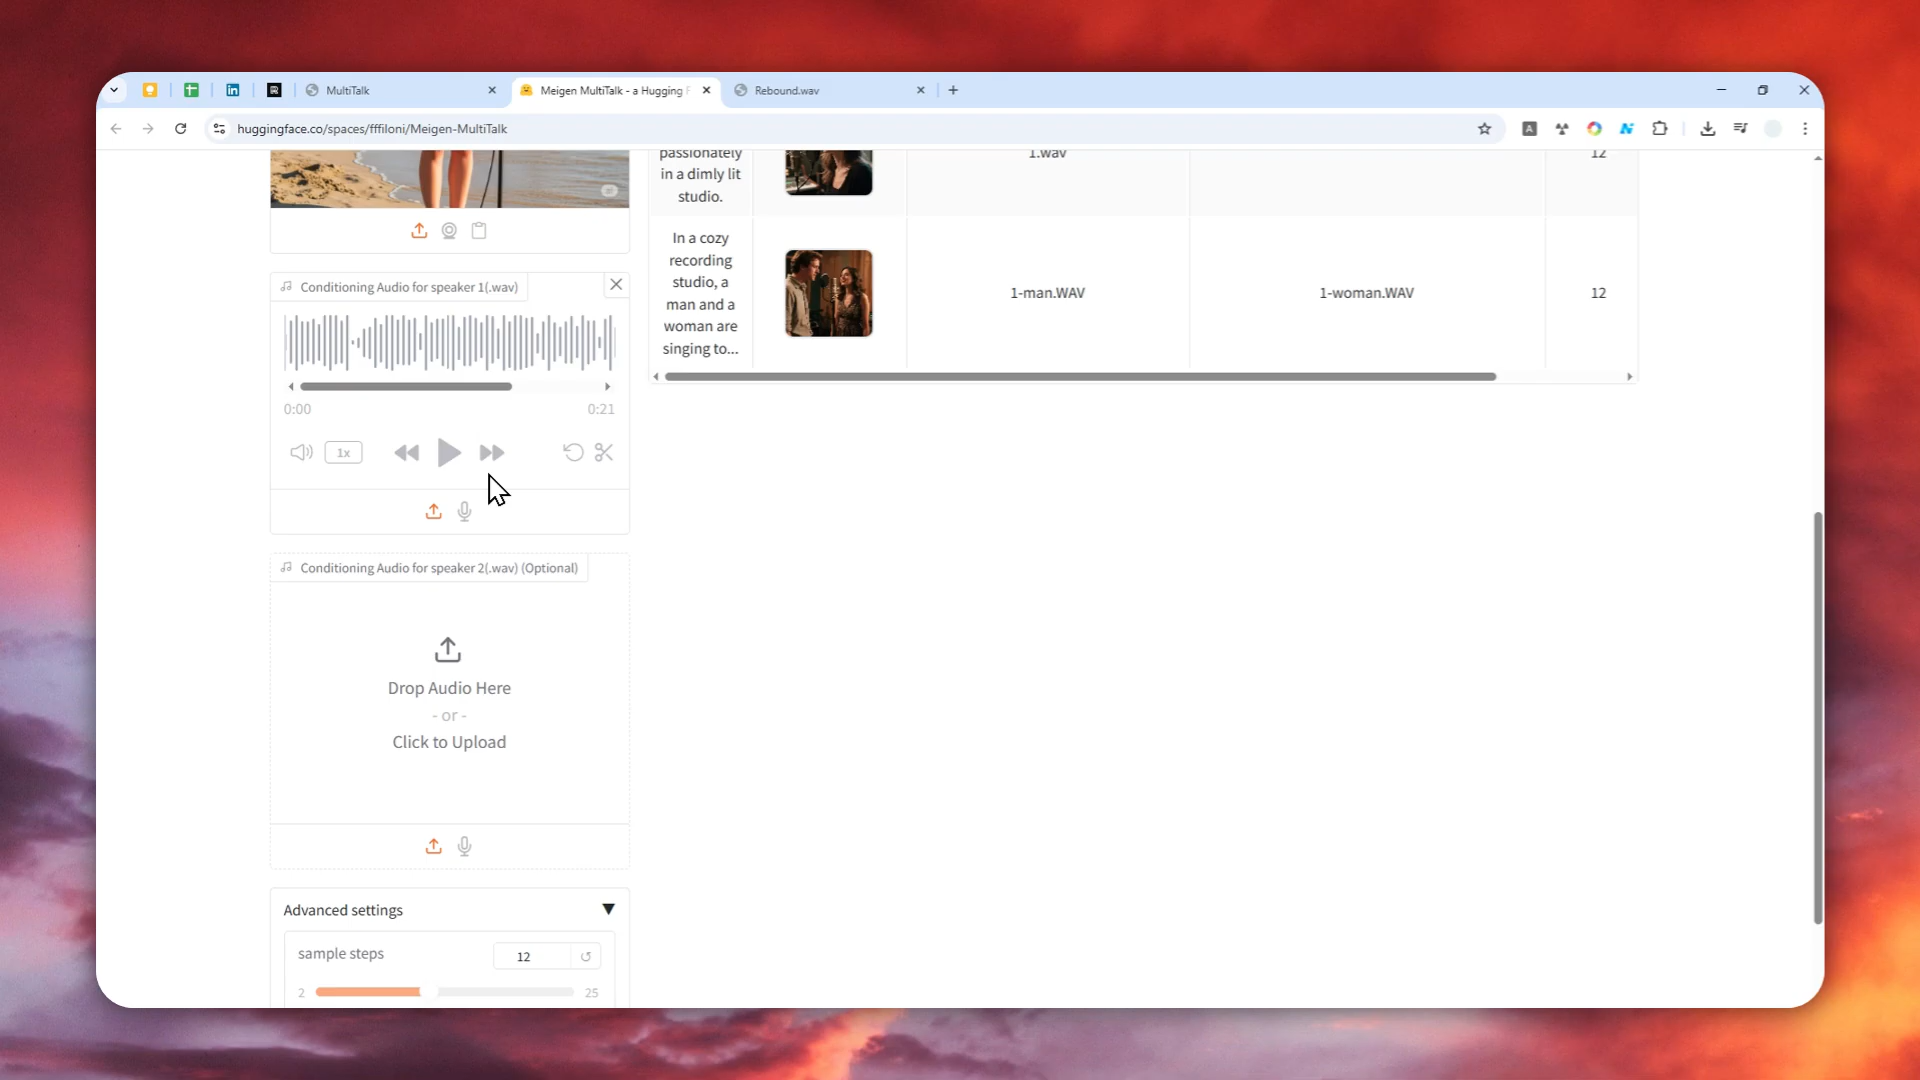 MultiTalk
Meigen MultiTalk - a Hugging F
Rebound.wav
huggingface.co/spaces/fffiloni/Meigen-MultiTalk
passionately
in a dimly lit
studio.
1.wav
12
In a cozy
recording
studio, a
man and a
woman are
singing to...
1-man.WAV
1-woman.WAV
12
Conditioning Audio for speaker 1(.wav)
0:00
0:21
1x
Conditioning Audio for speaker 2(.wav) (Optional)
Drop Audio Here
- or -
Click to Upload
Advanced settings
sample steps
12
2
25